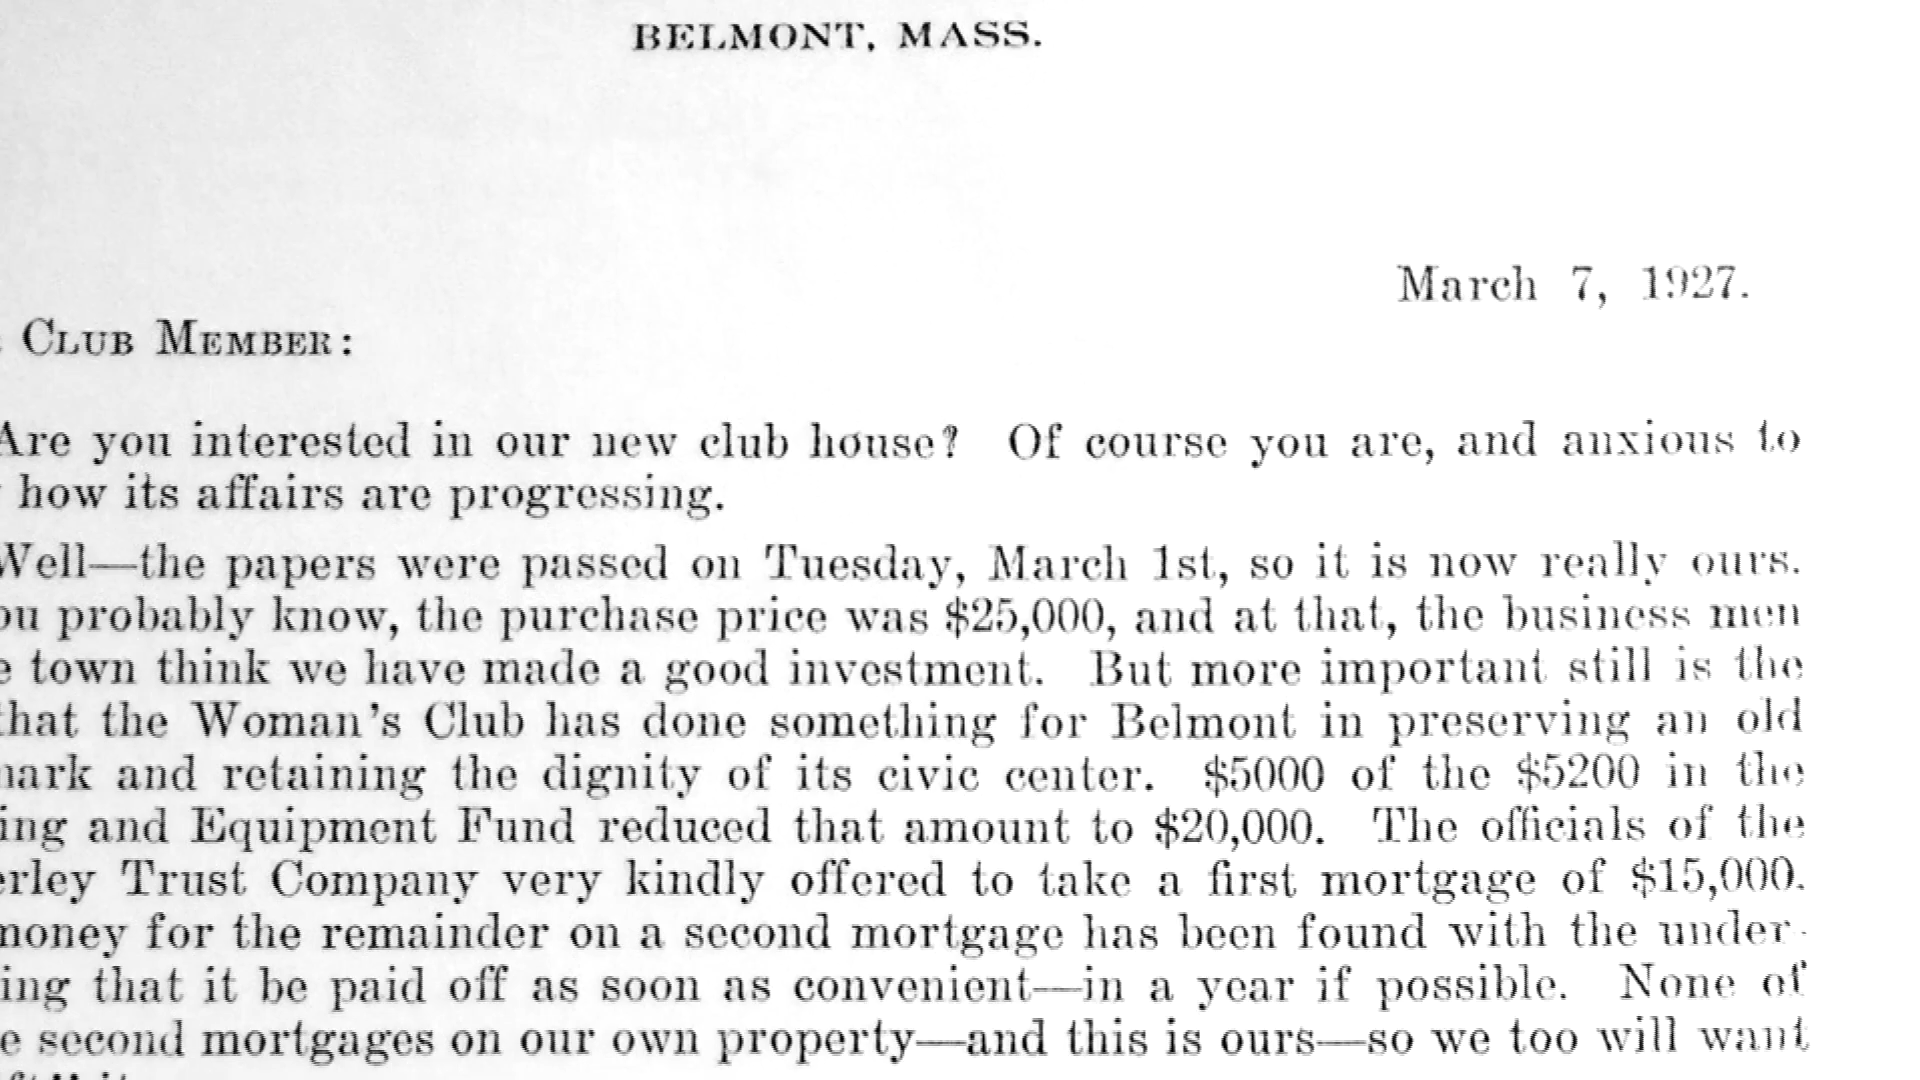 BELMONT, MASS.
March 7, 1927.
CLUB MEMBER:
Are you interested in our new club house? Of course you are, and anxious to
how its affairs are progressing.
Well—the papers were passed on Tuesday, March 1st, so it is now really ours.
probably know, the purchase price was $25,000, and at that, the business men
town think we have made a good investment. But more important still is the
that the Woman's Club has done something for Belmont in preserving an old
and retaining the dignity of its civic center. $5000 of the $5200 in the
ing and Equipment Fund reduced that amount to $20,000. The officials of the
erley Trust Company very kindly offered to take a first mortgage of $15,000.
money for the remainder on a second mortgage has been found with the under-
ing that it be paid off as soon as convenient—in a year if possible. None of
second mortgages on our own property—and this is ours—so we too will want